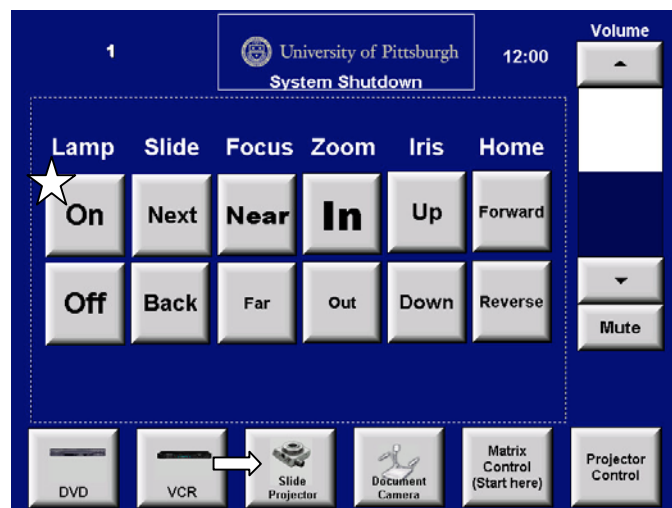 1
University of Pittsburgh
System Shutdown
12:00
Volume
Lamp Slide Focus Zoom Iris Home
On Next Near In Up Forward
Off Back Far Out Down Reverse
Mute
DVD
VCR
Slide
Projector
Document
Camera
Matrix
Control
(Start here)
Projector
Control